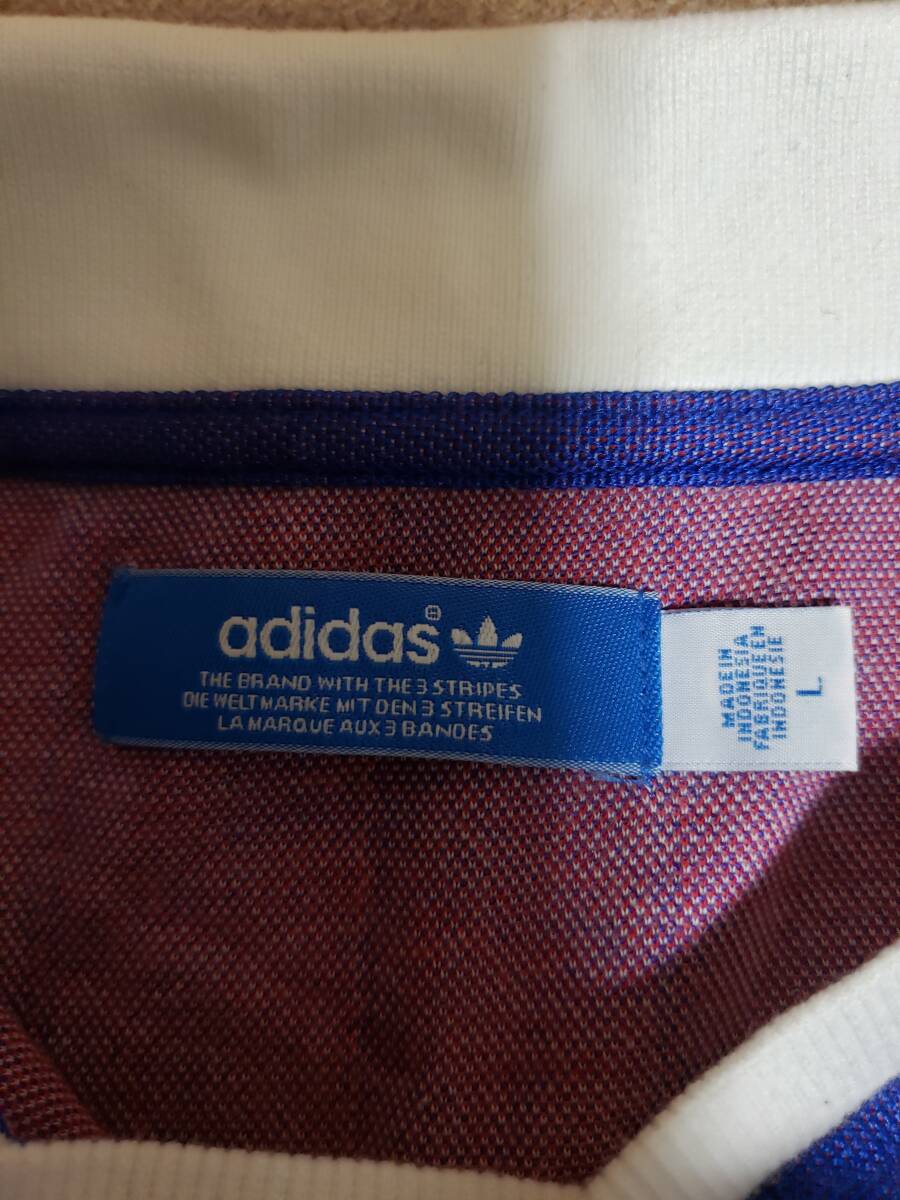 adidas®
THE BRAND WITH THE 3 STRIPES
DIE WELTMARKE MIT DEN 3 STREIFEN
LA MARQUE AUX 3 BANDES
MADE IN
INDONESIA
FABRIQUE EN
INDONESIE
L